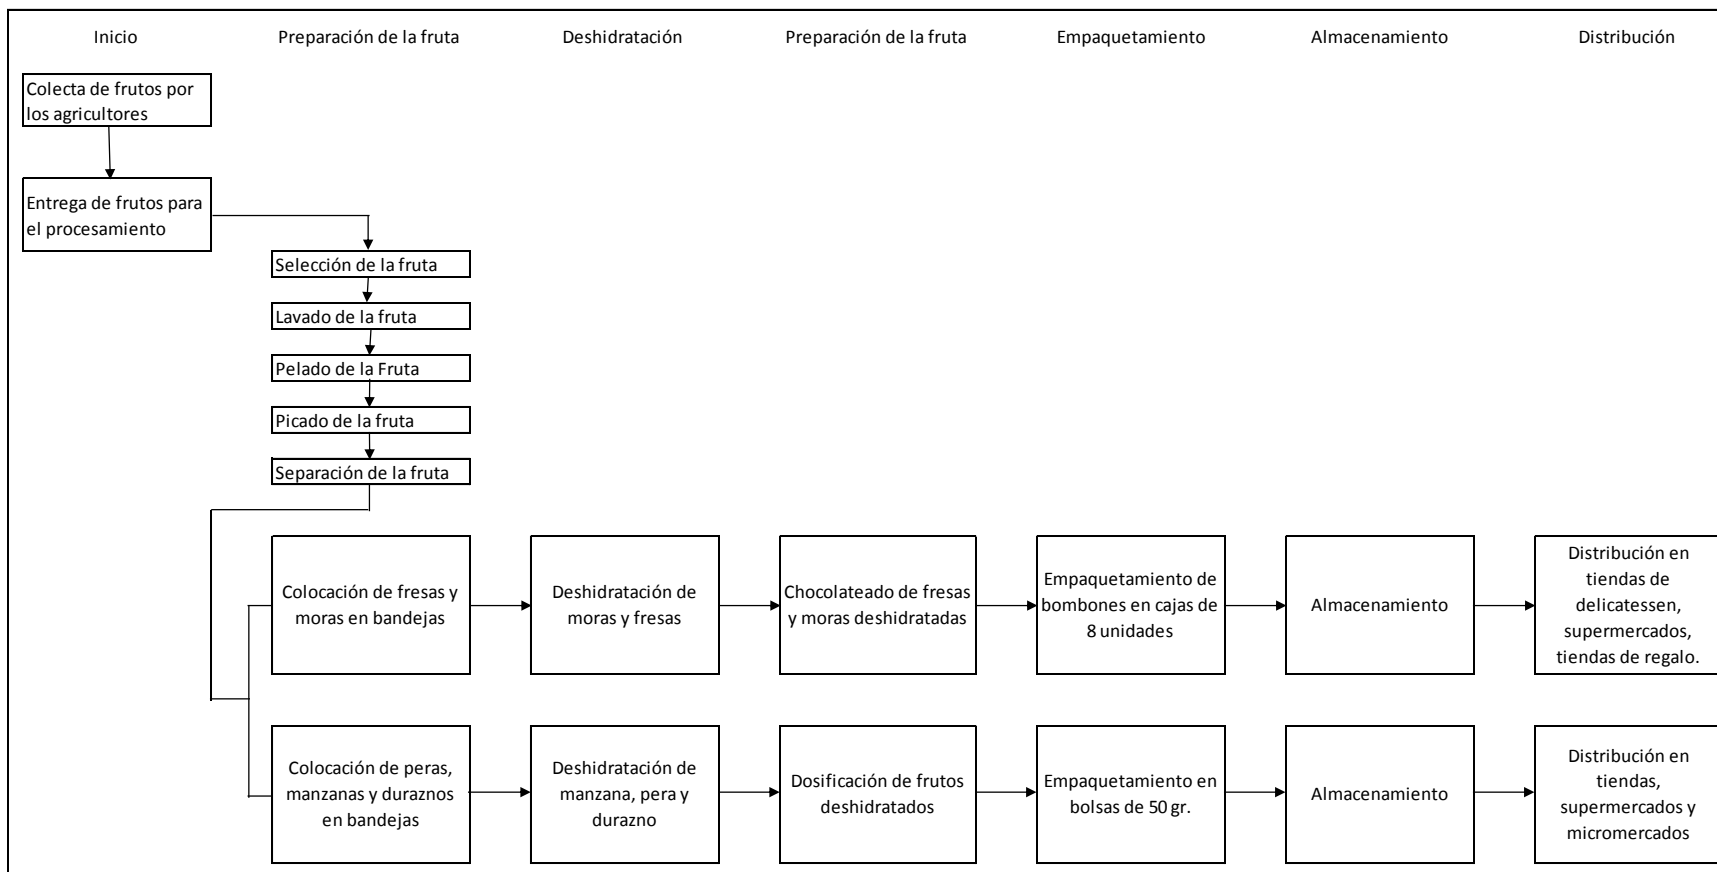 Inicio
Preparación de la fruta
Deshidratación
Preparación de la fruta
Empaquetamiento
Almacenamiento
Distribución
Colecta de frutos por
los agricultores
Entrega de frutos para
el procesamiento
Selección de la fruta
Lavado de la fruta
Pelado de la Fruta
Picado de la fruta
Separación de la fruta
Colocación de fresas y
moras en bandejas
Deshidratación de
moras y fresas
Chocolateado de fresas
y moras deshidratadas
Empaquetamiento de
bombones en cajas de
8 unidades
Almacenamiento
Distribución en
tiendas de
delicatessen,
supermercados,
tiendas de regalo.
Colocación de peras,
manzanas y duraznos
en bandejas
Deshidratación de
manzana, pera y
durazno
Dosificación de frutos
deshidratados
Empaquetamiento en
bolsas de 50 gr.
Almacenamiento
Distribución en
tiendas,
supermercados y
micromercados